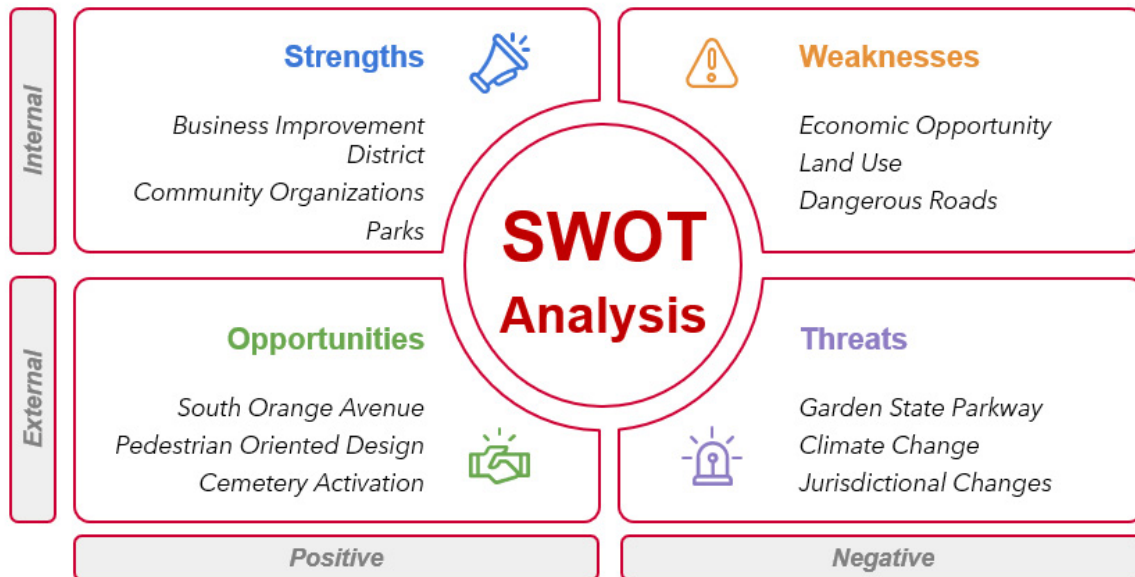 Internal
Strengths
Business Improvement
District
Community Organizations
Parks
Weaknesses
Economic Opportunity
Land Use
Dangerous Roads
SWOT
Analysis
External
Opportunities
South Orange Avenue
Pedestrian Oriented Design
Cemetery Activation
Threats
Garden State Parkway
Climate Change
Jurisdictional Changes
Positive
Negative